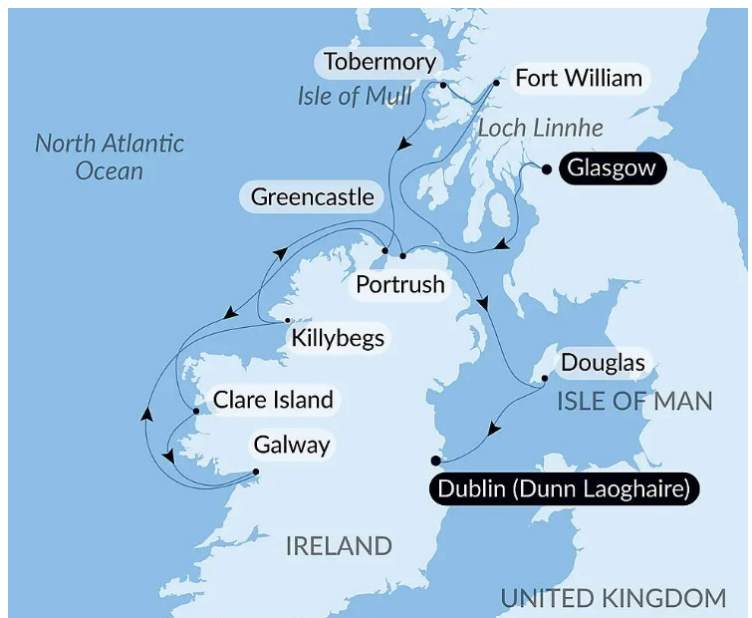 Tobermory
Isle of Mull
Fort William
North Atlantic
Ocean
Loch Linnhe
Glasgow
Greencastle
Portrush
Killybegs
Douglas
ISLE OF MAN
Clare Island
Galway
Dublin (Dunn Laoghaire)
IRELAND
UNITED KINGDOM